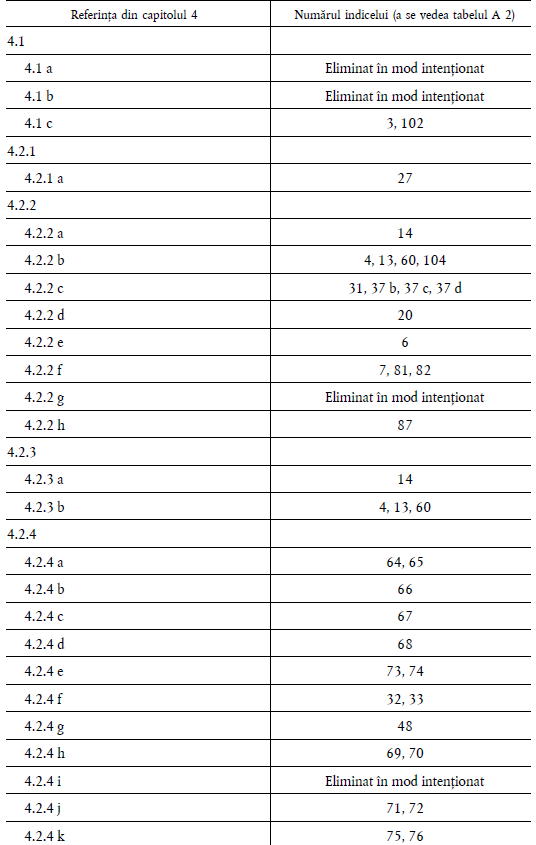 Referința din capitolul 4 Numărul indicelui (a se vedea tabelul A 2)
4.1
4.1 a Eliminat în mod intenționat
4.1 b Eliminat în mod intenționat
4.1 c 3, 102
4.2.1
4.2.1 a 27
4.2.2
4.2.2 a 14
4.2.2 b 4, 13, 60, 104
4.2.2 c 31, 37 b, 37 c, 37 d
4.2.2 d 20
4.2.2 e 6
4.2.2 f 7, 81, 82
4.2.2 g Eliminat în mod intenționat
4.2.2 h 87
4.2.3
4.2.3 a 14
4.2.3 b 4, 13, 60
4.2.4
4.2.4 a 64, 65
4.2.4 b 66
4.2.4 c 67
4.2.4 d 68
4.2.4 e 73, 74
4.2.4 f 32, 33
4.2.4 g 48
4.2.4 h 69, 70
4.2.4 i Eliminat în mod intenționat
4.2.4 j 71, 72
4.2.4 k 75, 76